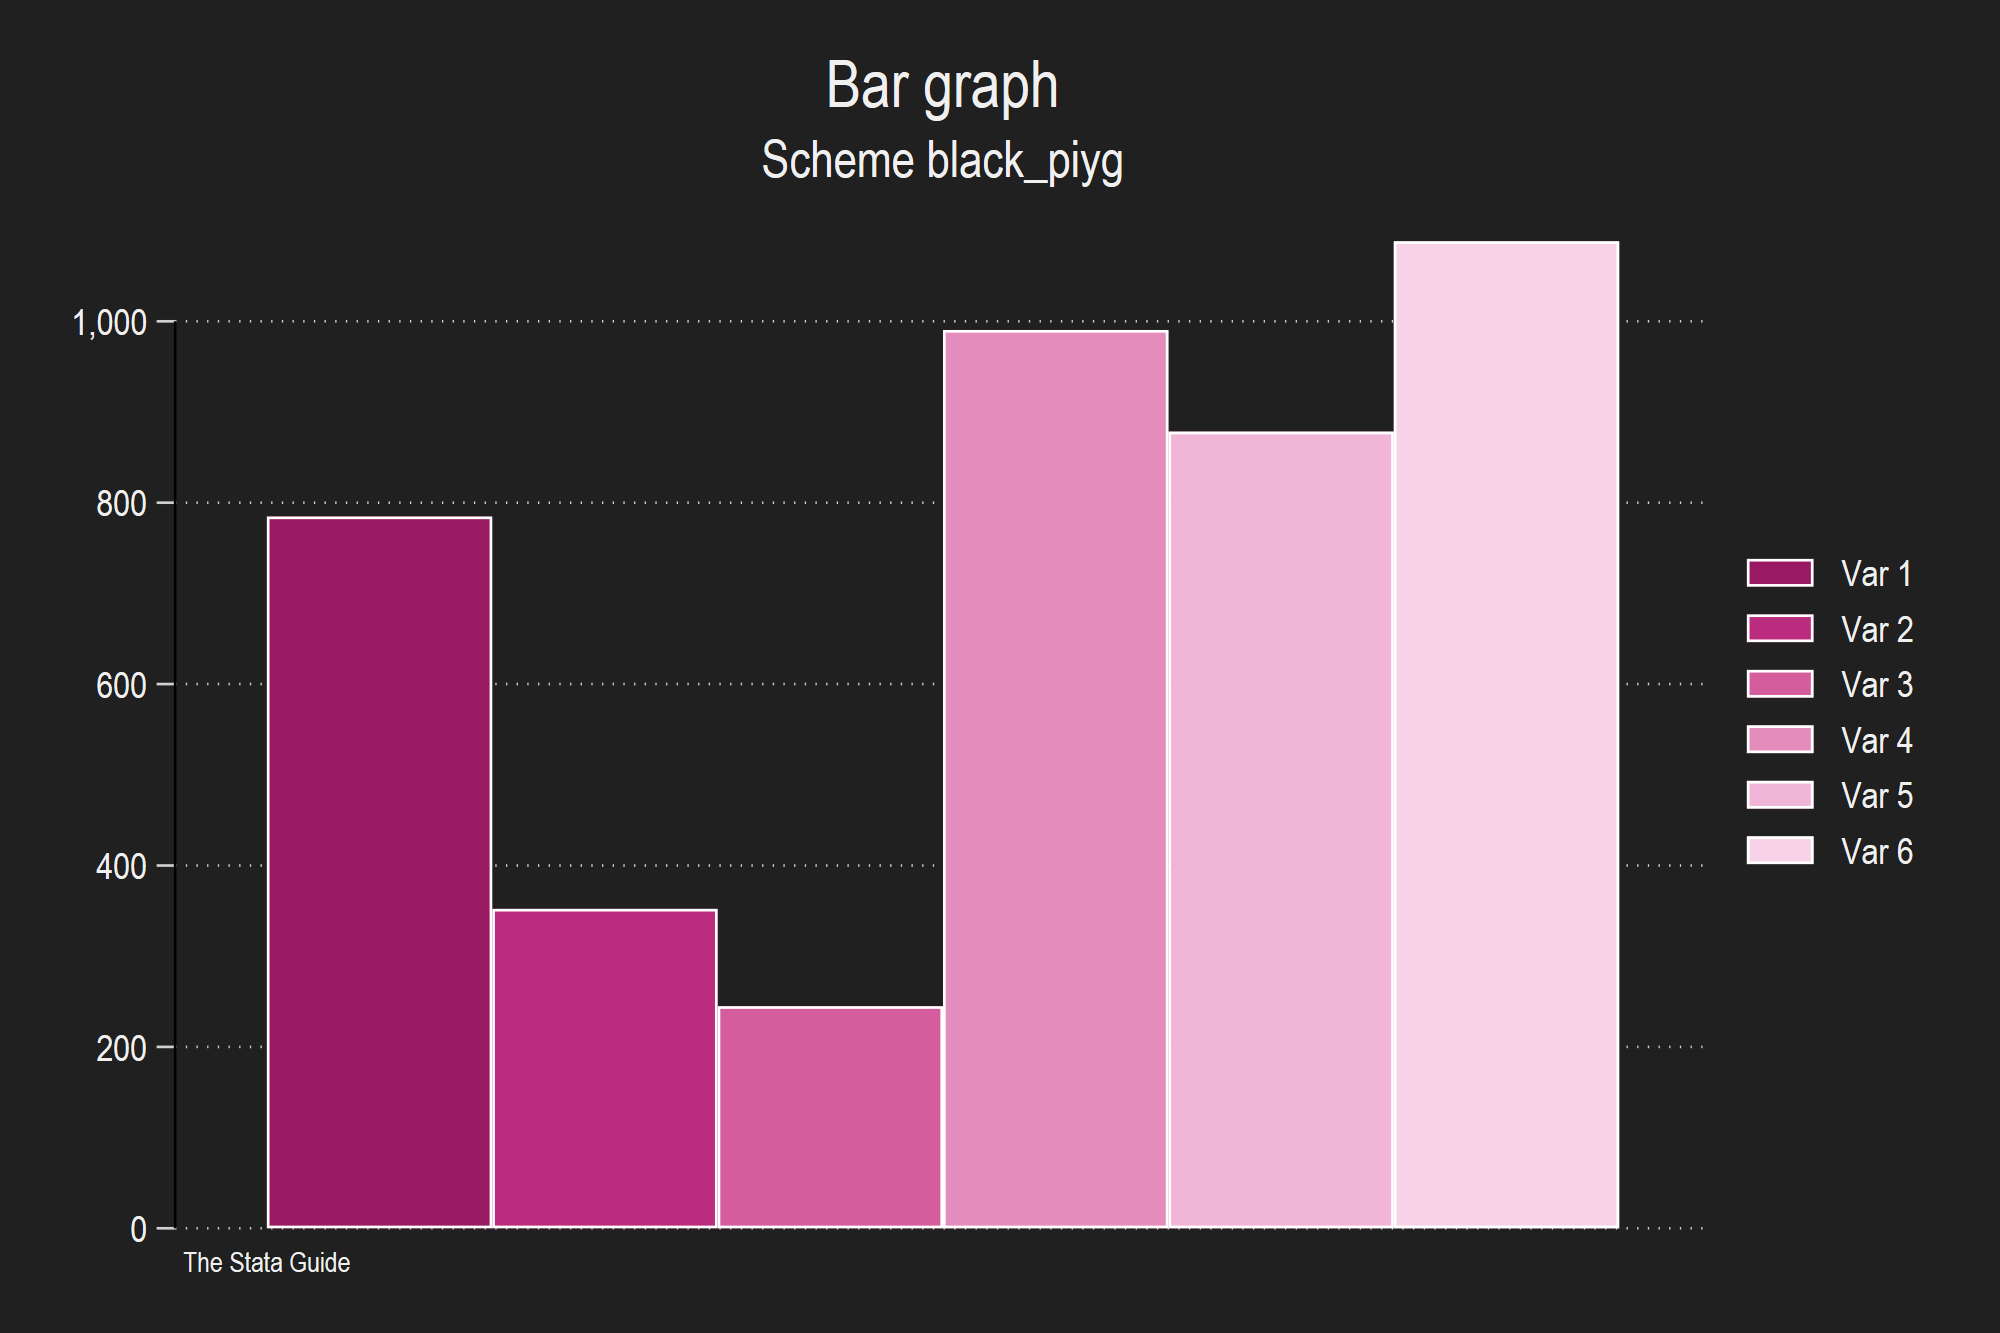 Bar graph
Scheme black_piyg
1,000
800
600
400
200
0
Var 1
Var 2
Var 3
Var 4
Var 5
Var 6
The Stata Guide